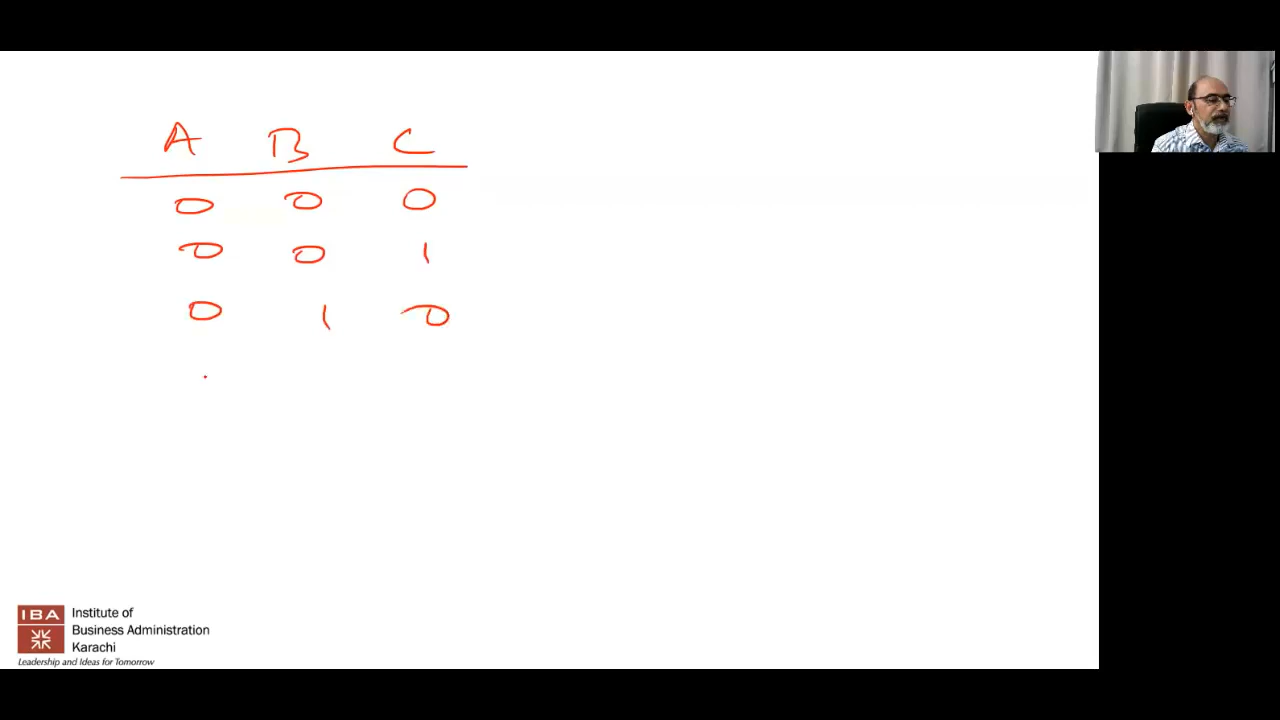 A B C
0 0 0
0 0 1
0 1 0
IBA
Institute of
Business Administration
Karachi
Leadership and Ideas for Tomorrow